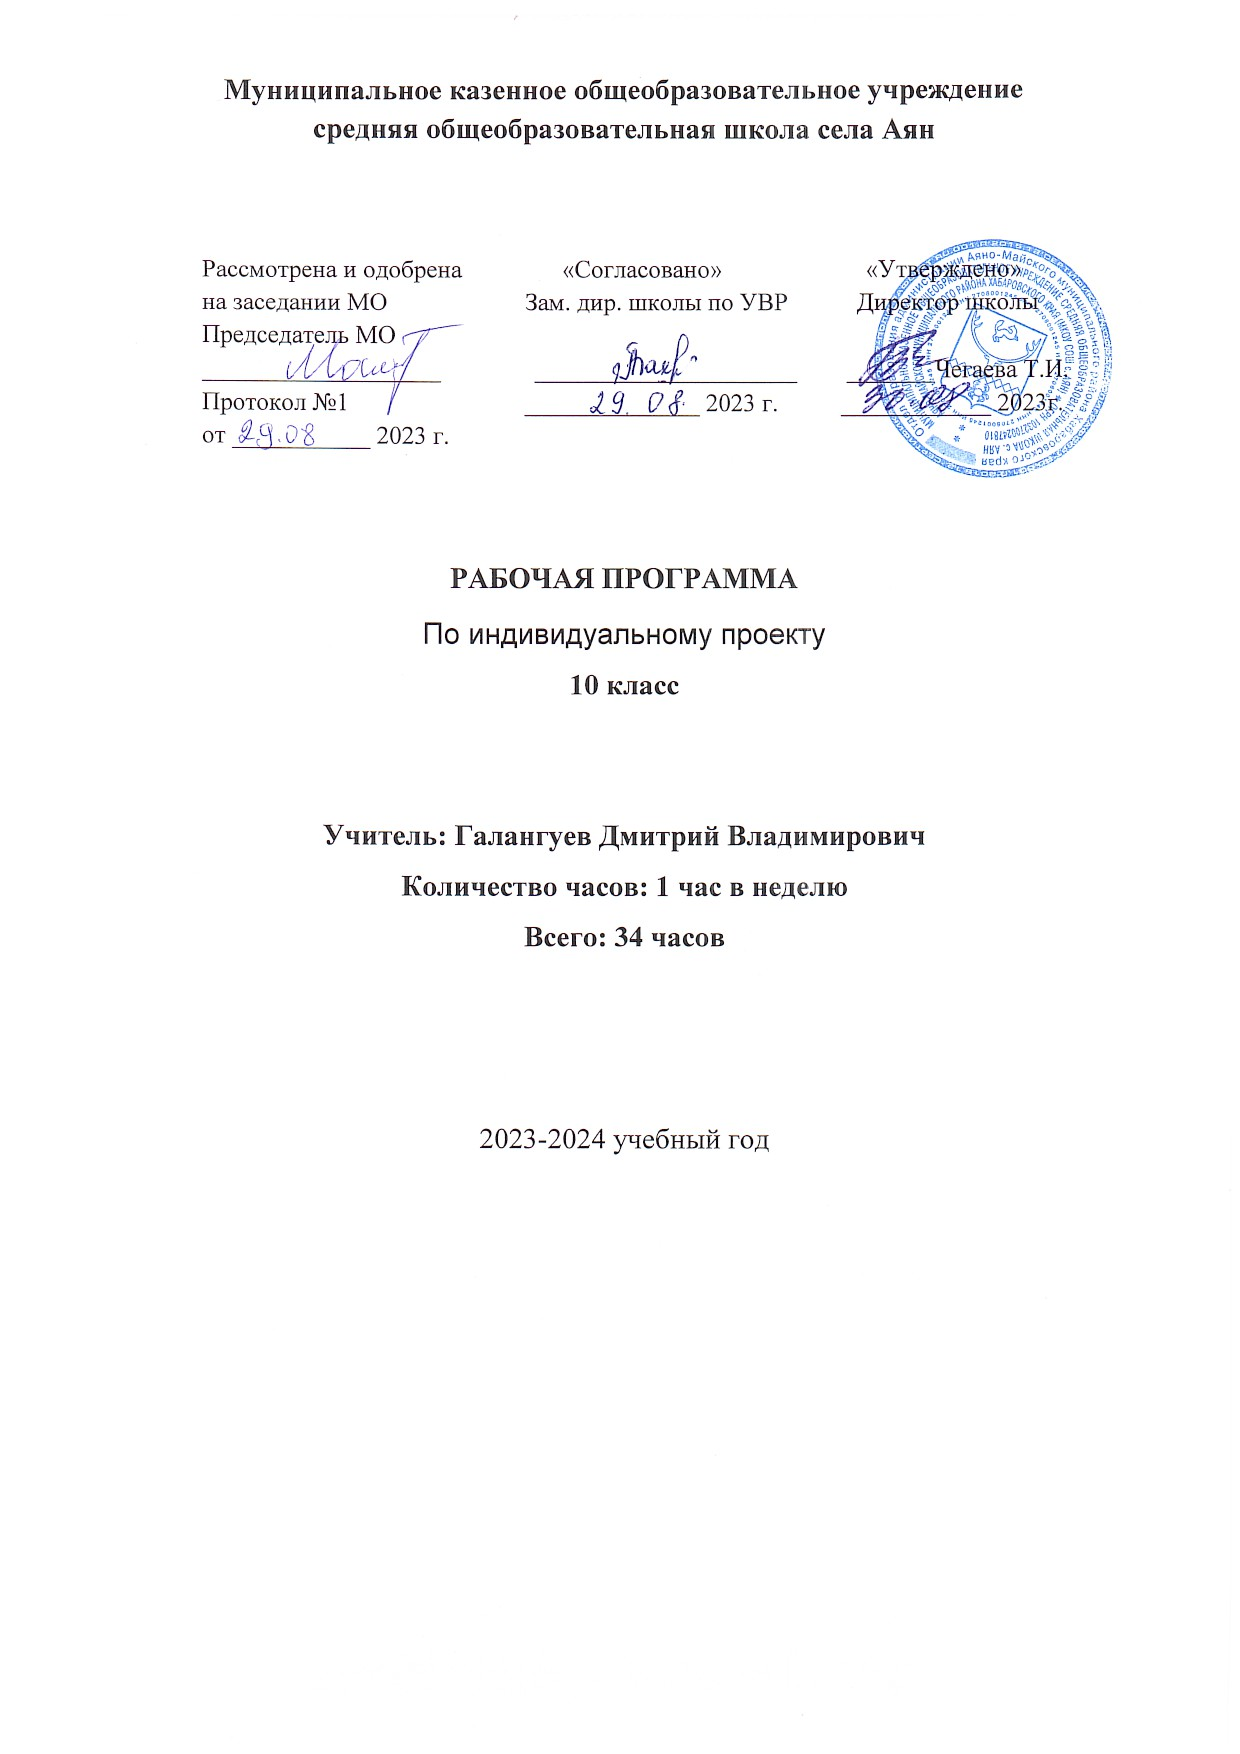 Муниципальное казенное общеобразовательное учреждение
средняя общеобразовательная школа села Аян
Рассмотрена и одобрена
на заседании МО
Председатель МО
Протокол №1
от 29.08 2023 г.
«Согласовано»
Зам. дир. школы по УВР
29. 08. 2023 г.
«Утверждено»
Директор школы
Чегаева Т.И.
30 08 2023г.
РАБОЧАЯ ПРОГРАММА
По индивидуальному проекту
10 класс
Учитель: Галангуев Дмитрий Владимирович
Количество часов: 1 час в неделю
Всего: 34 часов
2023-2024 учебный год